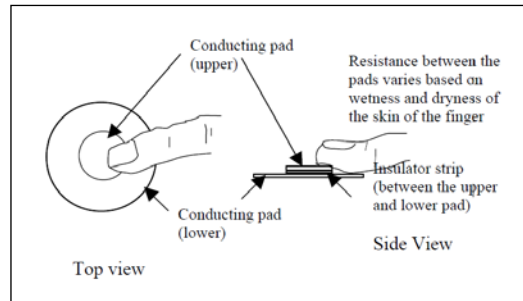 Conducting pad
(upper)
Resistance between the
pads varies based on
wetness and dryness of
the skin of the finger
Insulator strip
(between the upper
and lower pad)
Conducting pad
(lower)
Side View
Top view